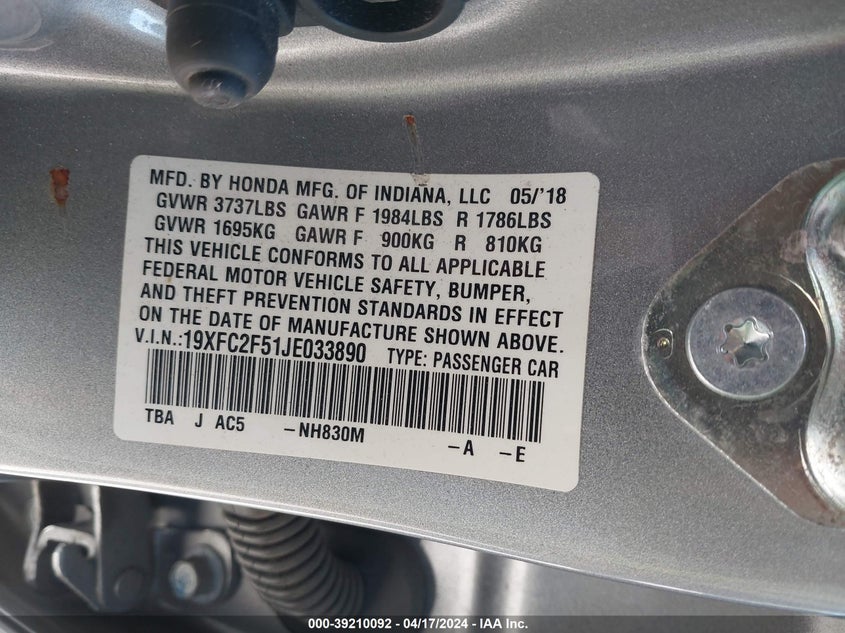 MFD. BY HONDA MFG. OF INDIANA, LLC 05/'18
GVWR 3737LBS GAWR F 1984LBS R 1786LBS
GVWR 1695KG GAWR F 900KG R 810KG
THIS VEHICLE CONFORMS TO ALL APPLICABLE
FEDERAL MOTOR VEHICLE SAFETY, BUMPER,
AND THEFT PREVENTION STANDARDS IN EFFECT
ON THE DATE OF MANUFACTURE SHOWN ABOVE.
V.I.N.:19XFC2F51JE033890 TYPE: PASSENGER CAR
TBA J AC5 -NH830M -A -E
000-39210092 - 04/17/2024 - IAA Inc.